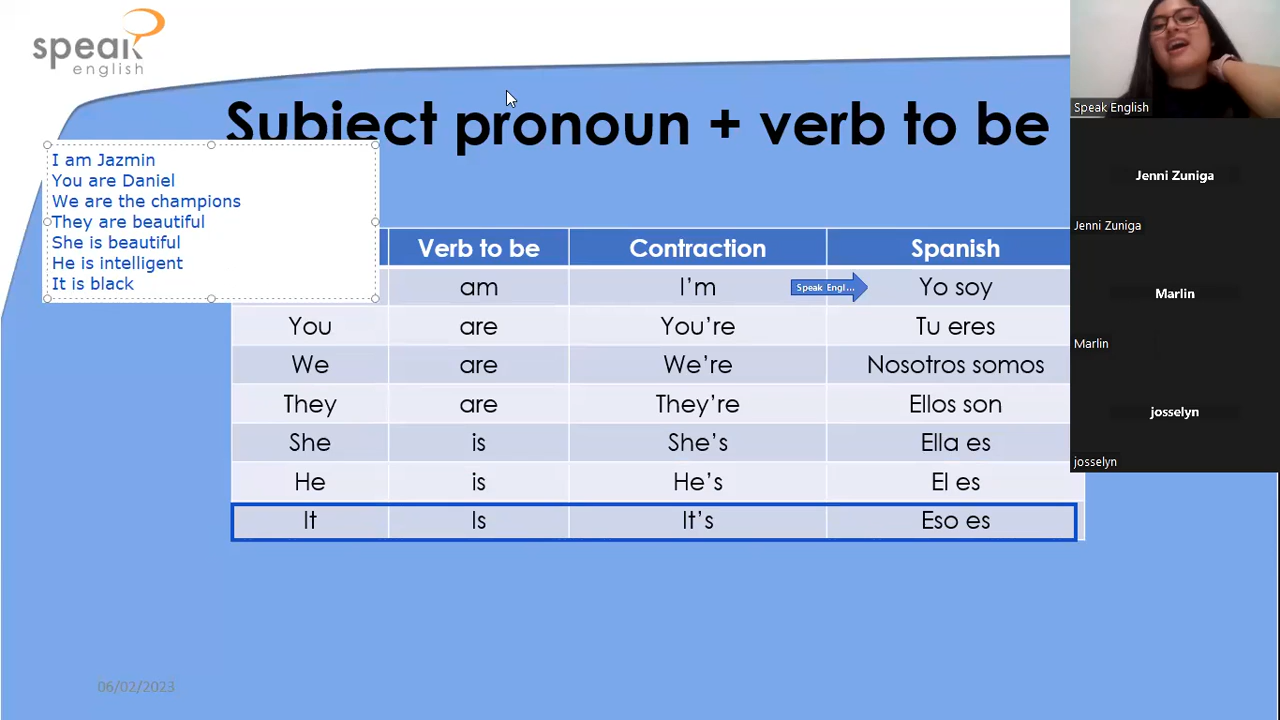 speak
english
Subject pronoun + verb to be
I am Jazmin
You are Daniel
We are the champions
They are beautiful
She is beautiful
He is intelligent
It is black
Verb to be Contraction Spanish
am I'm Speak Engl... Yo soy
You are You're Tu eres
We are We're Nosotros somos
They are They're Ellos son
She is She's Ella es
He is He's El es
It Is It's Eso es
06/02/2023
Speak English
Jenni Zuniga
Jenni Zuniga
Marlin
Marlin
josselyn
josselyn